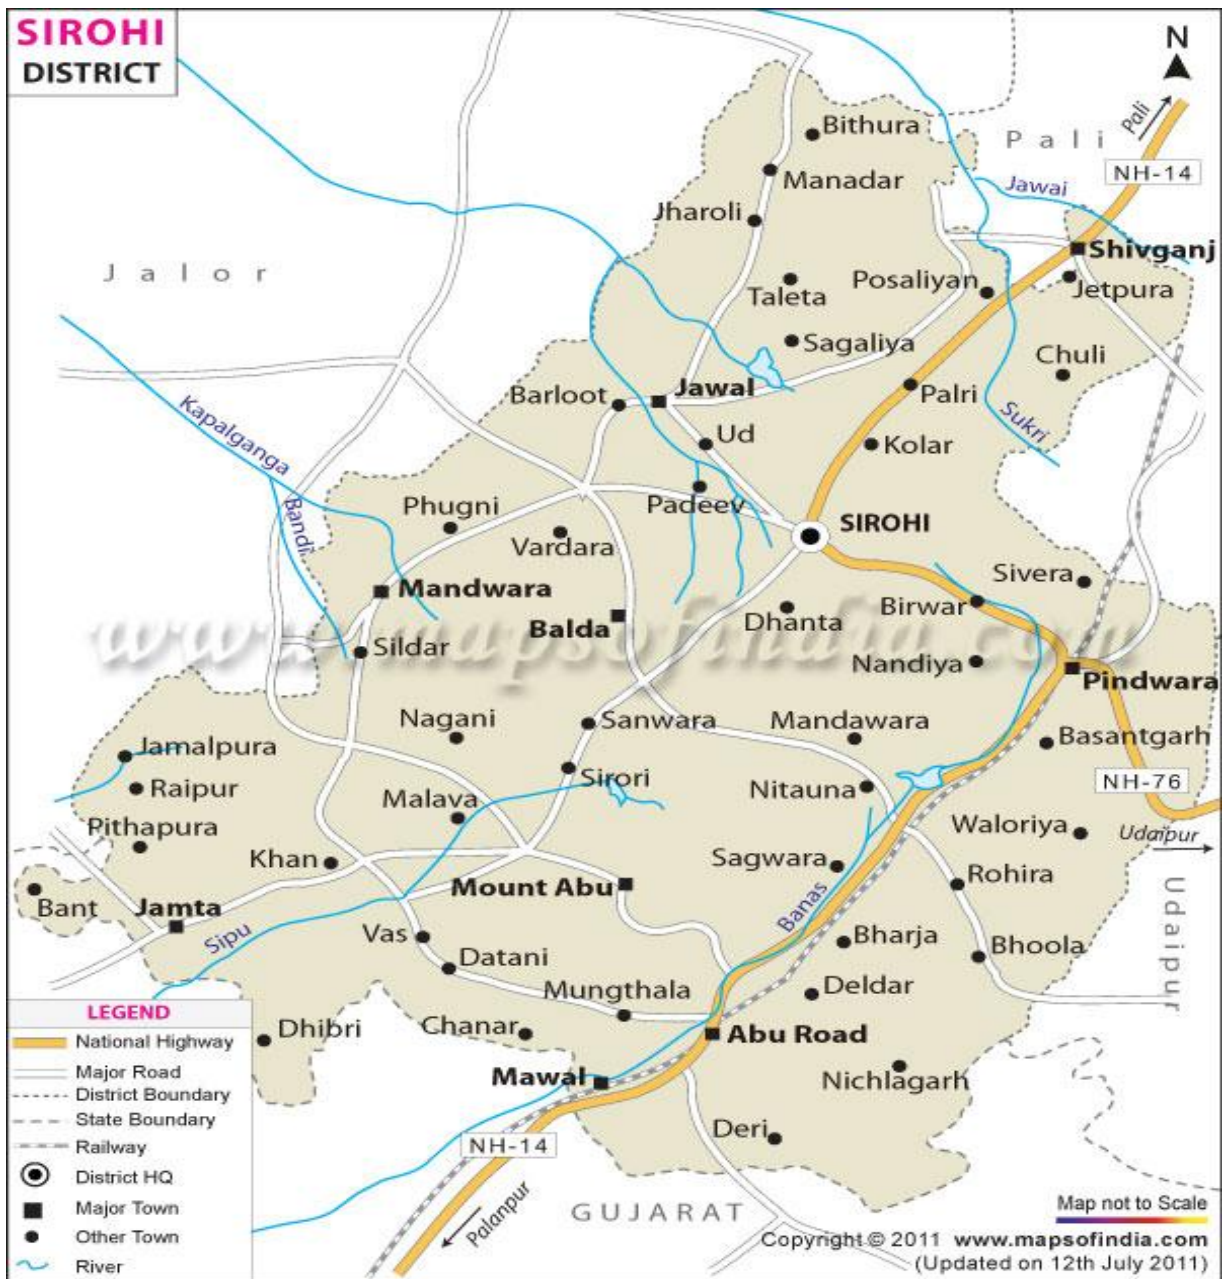 SIROHI
DISTRICT
N
Pali
Pali
NH-14
Bithura
Manadar
Jawai
Jharoli
Shivganj
Jalor
Taleta
Posaliyan
Jetpura
Sagaliya
Chuli
Barloot
Jawal
Palri
Kapalganga
Ud
Kolar
Sukri
Bandi
Phugni
Padeev
SIROHI
Vardara
Sivera
Mandwara
Balda
Dhanta
Birwar
www.mapsofindia.com
Sildar
Nandiya
Pindwara
Nagani
Sanwara
Mandawara
Basantgarh
Jamalpura
Raipur
Sirori
Nitauna
NH-76
Malava
Pithapura
Waloriya
Udaipur
Khan
Sagwara
Mount Abu
Rohira
Bant
Jamta
Banas
Udaipur
Sipu
Vas
Datani
Bharja
Bhoola
Mungthala
Deldar
Dhibri
Chanar
Abu Road
Mawal
Nichlagarh
Deri
NH-14
Palanpur
GUJARAT
LEGEND
National Highway
Major Road
District Boundary
State Boundary
Railway
District HQ
Major Town
Other Town
River
Map not to Scale
Copyright © 2011 www.mapsofindia.com
(Updated on 12th July 2011)